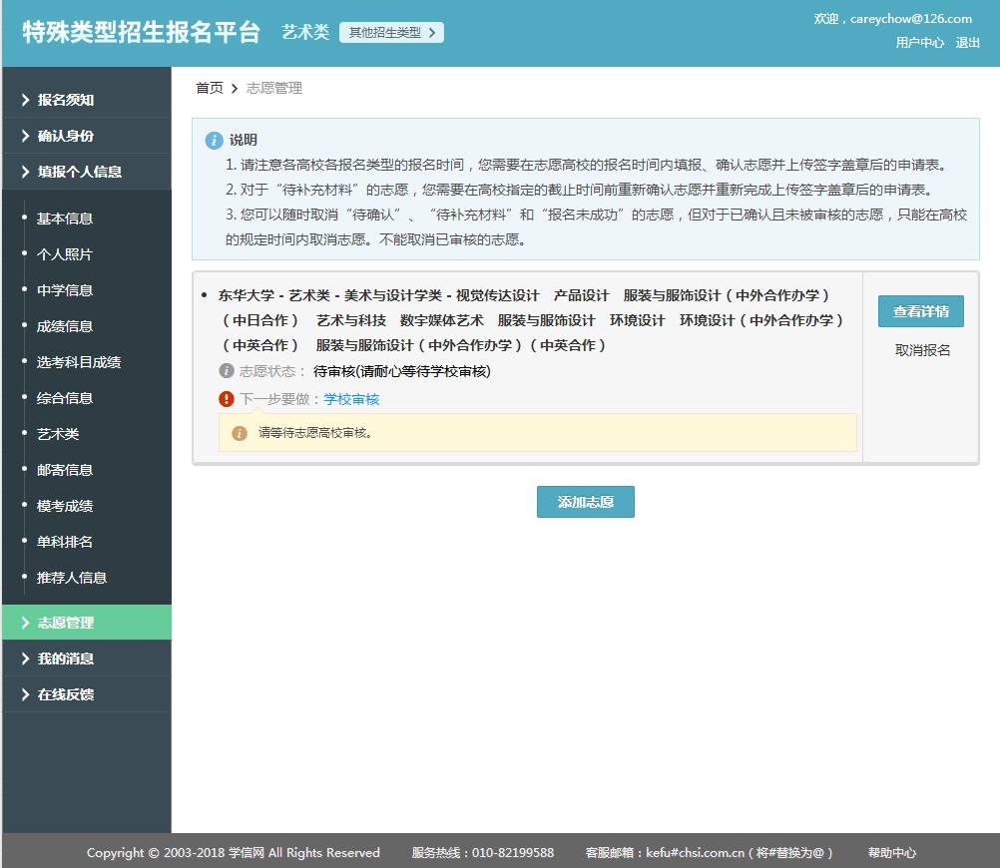 特殊类型招生报名平台 艺术类 其他招生类型
欢迎，careychow@126.com
用户中心 退出
报名须知
确认身份
填报个人信息
基本信息
个人照片
中学信息
成绩信息
选考科目成绩
综合信息
艺术类
邮寄信息
模考成绩
单科排名
推荐人信息
志愿管理
我的消息
在线反馈
首页 志愿管理
说明
1. 请注意各高校各报名类型的报名时间，您需要在志愿高校的报名时间内填报、确认志愿并上传签字盖章后的申请表。
2. 对于“待补充材料”的志愿，您需要在高校指定的截止时间前重新确认志愿并重新完成上传签字盖章后的申请表。
3. 您可以随时取消“待确认”、“待补充材料”和“报名未成功”的志愿，但对于已确认且未被审核的志愿，只能在高校
的规定时间内取消志愿。不能取消已审核的志愿。
东华大学 - 艺术类 - 美术与设计学类 - 视觉传达设计 产品设计 服装与服饰设计（中外合作办学）
（中日合作） 艺术与科技 数字媒体艺术 服装与服饰设计 环境设计 环境设计（中外合作办学）
（中英合作） 服装与服饰设计（中外合作办学）（中英合作）
志愿状态： 待审核(请耐心等待学校审核)
下一步要做：学校审核
请等待志愿高校审核。
查看详情
取消报名
添加志愿
Copyright © 2003-2018 学信网 All Rights Reserved 服务热线：010-82199588 客服邮箱：kefu#chsi.com.cn（将#替换为@） 帮助中心